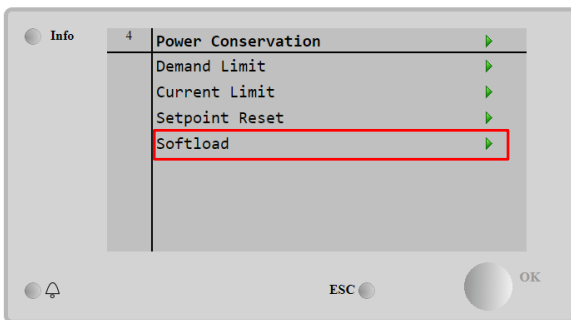 Info
4 Power Conservation
Demand Limit
Current Limit
Setpoint Reset
Softload
ESC
OK